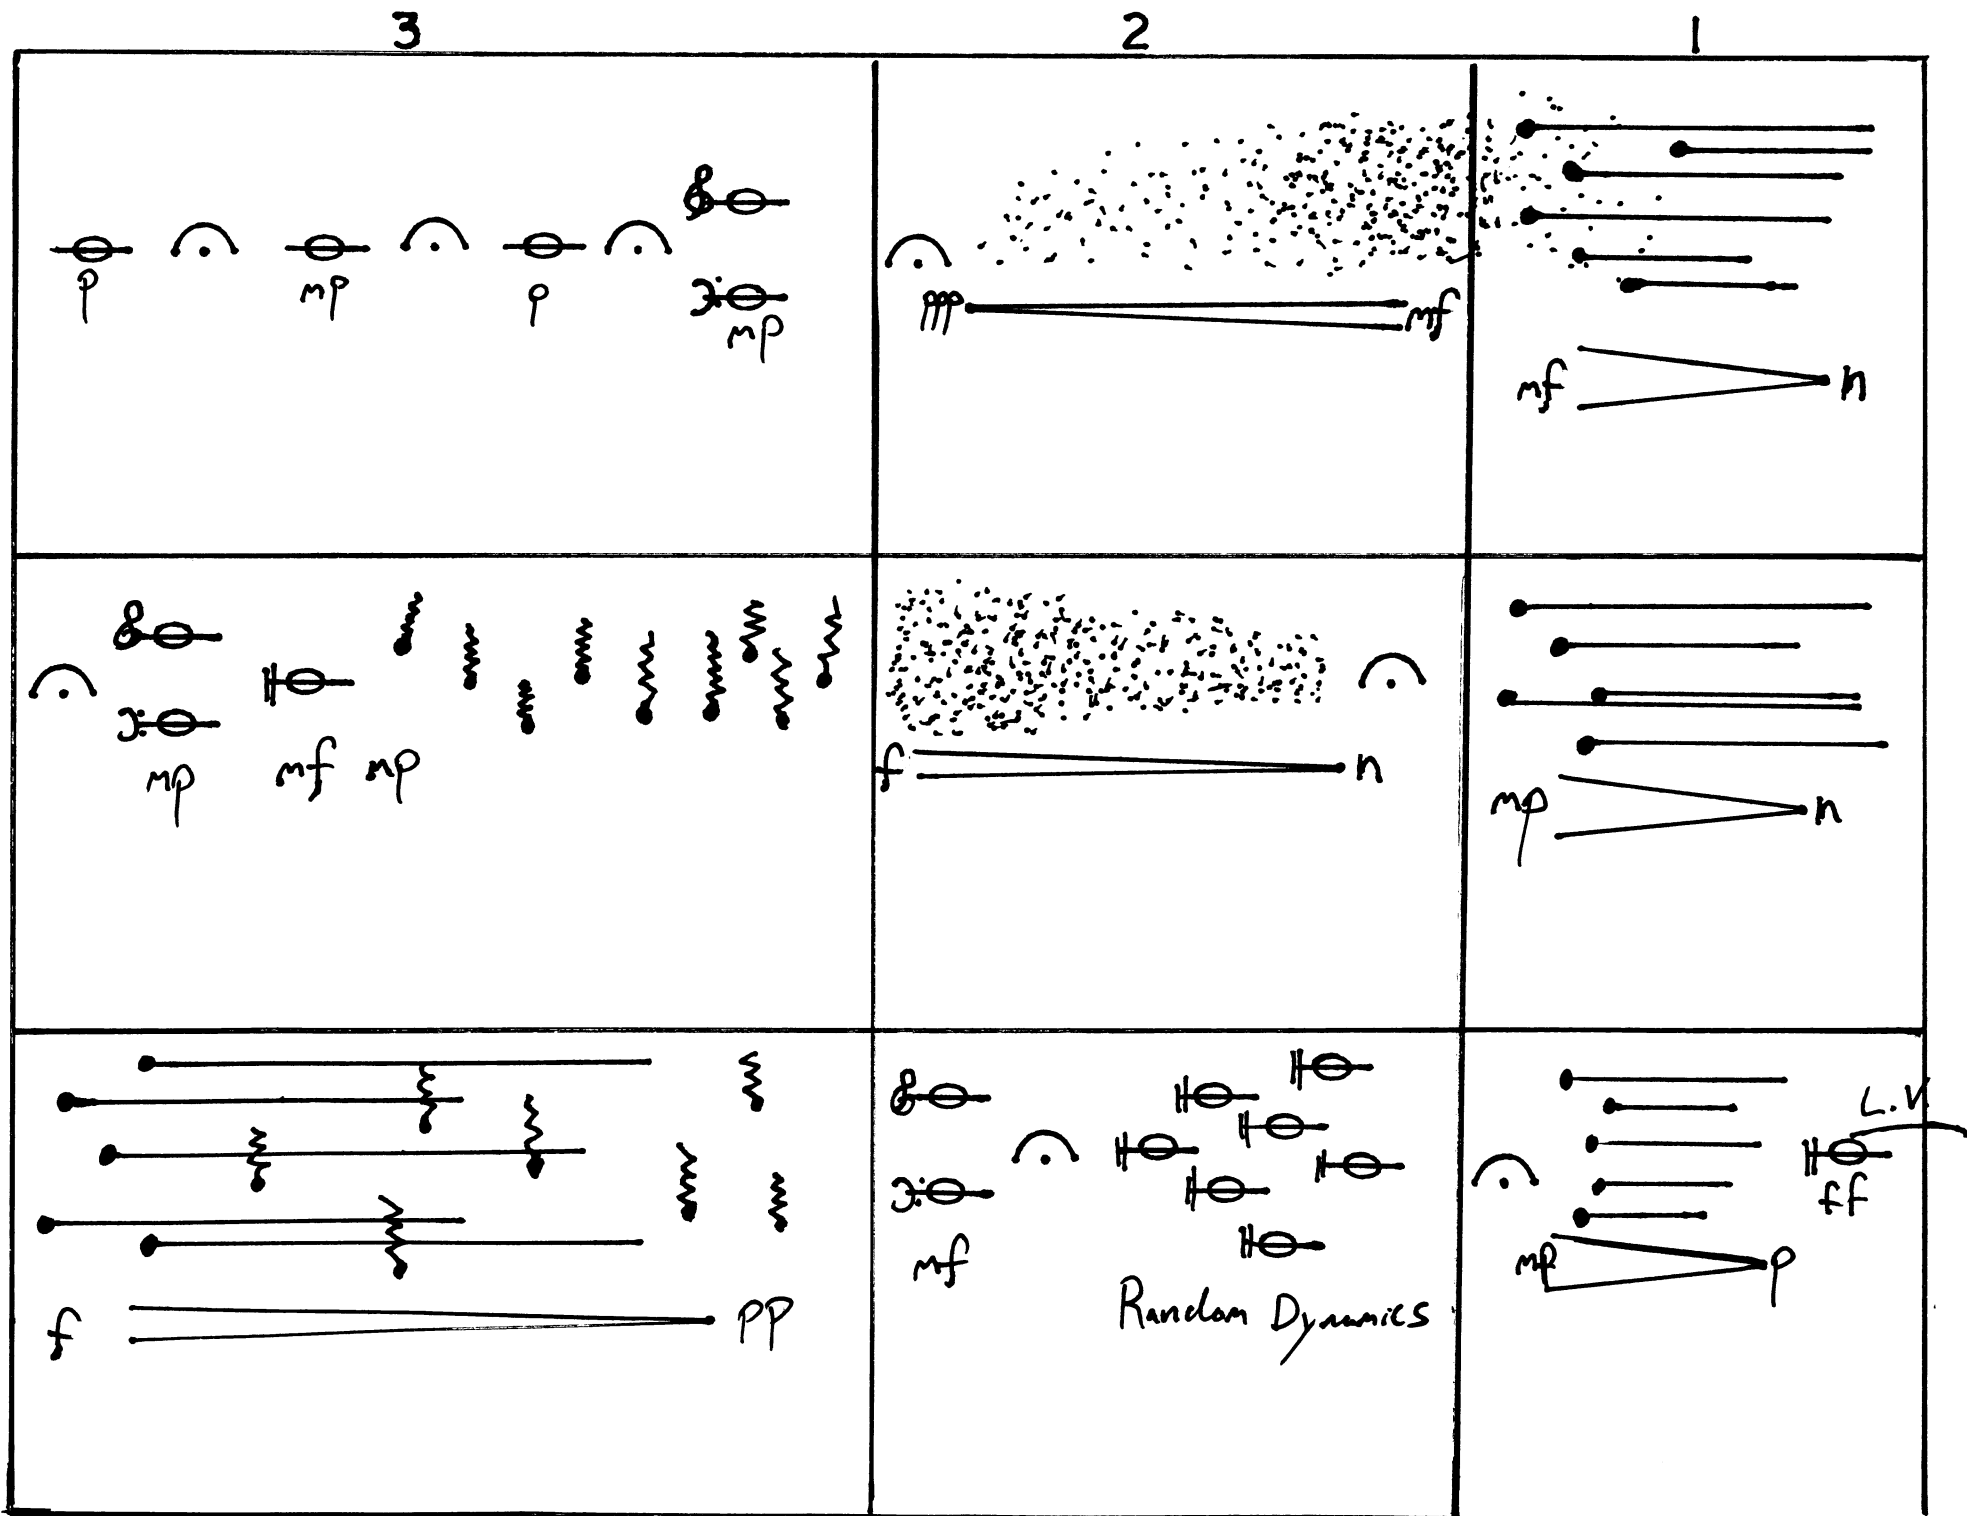 3 2 1
p mp p mp
ppp mf
mf n
mp mf mp
f n
mp n
f pp
mf
Random Dynamics
mp p
L.V.
ff